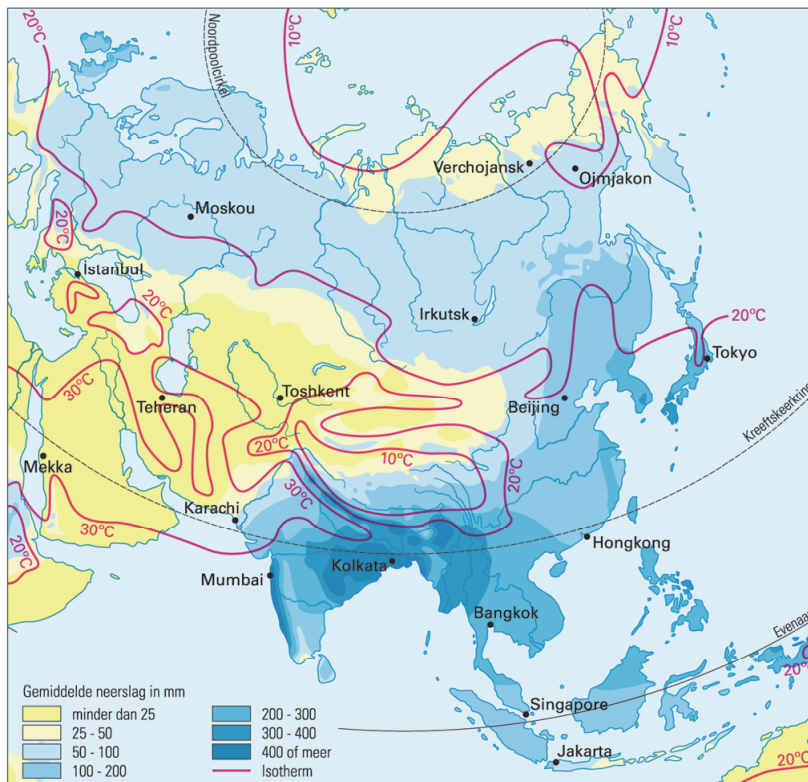 20°C
Noordpoolcirkel
10°C
10°C
Verchojansk
Ojmjakon
Moskou
20°C
İstanbul
20°C
Irkutsk
20°C
Tokyo
30°C
Teheran
Toshkent
Beijing
Kreeftskeerkring
20°C
10°C
20°C
Mekka
30°C
Karachi
30°C
20°C
Mumbai
Kolkata
Hongkong
Bangkok
Evenaar
20°C
Singapore
Jakarta
20°C
Gemiddelde neerslag in mm
minder dan 25
25 - 50
50 - 100
100 - 200
200 - 300
300 - 400
400 of meer
Isotherm